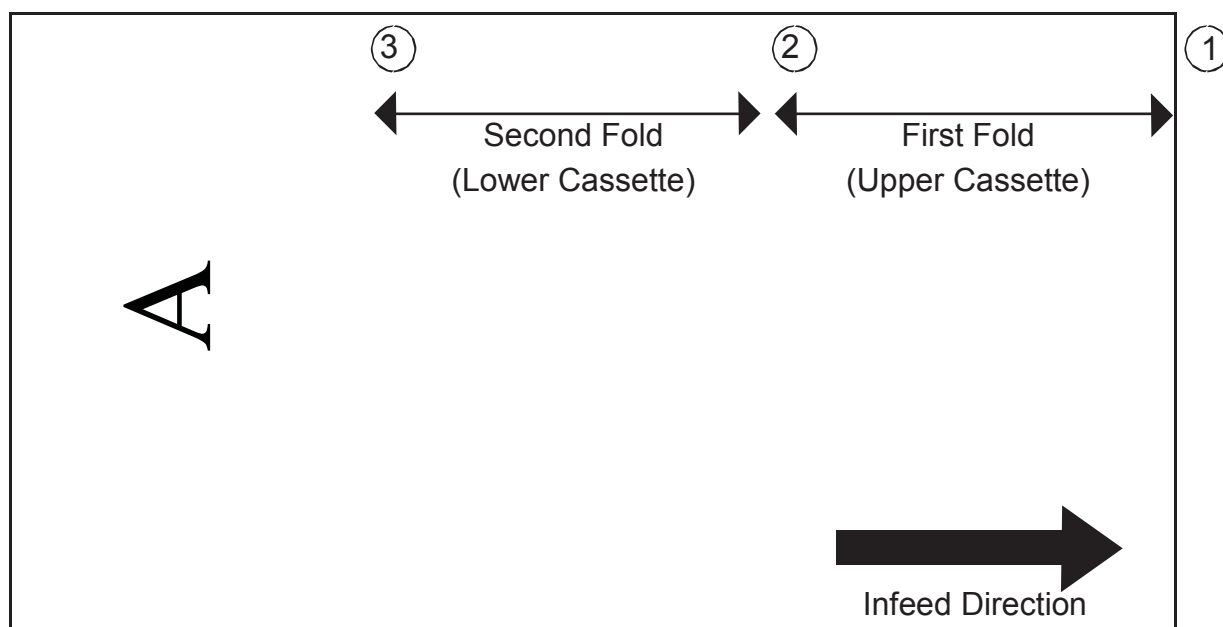 3 2 1
Second Fold First Fold
(Lower Cassette) (Upper Cassette)
A
Infeed Direction